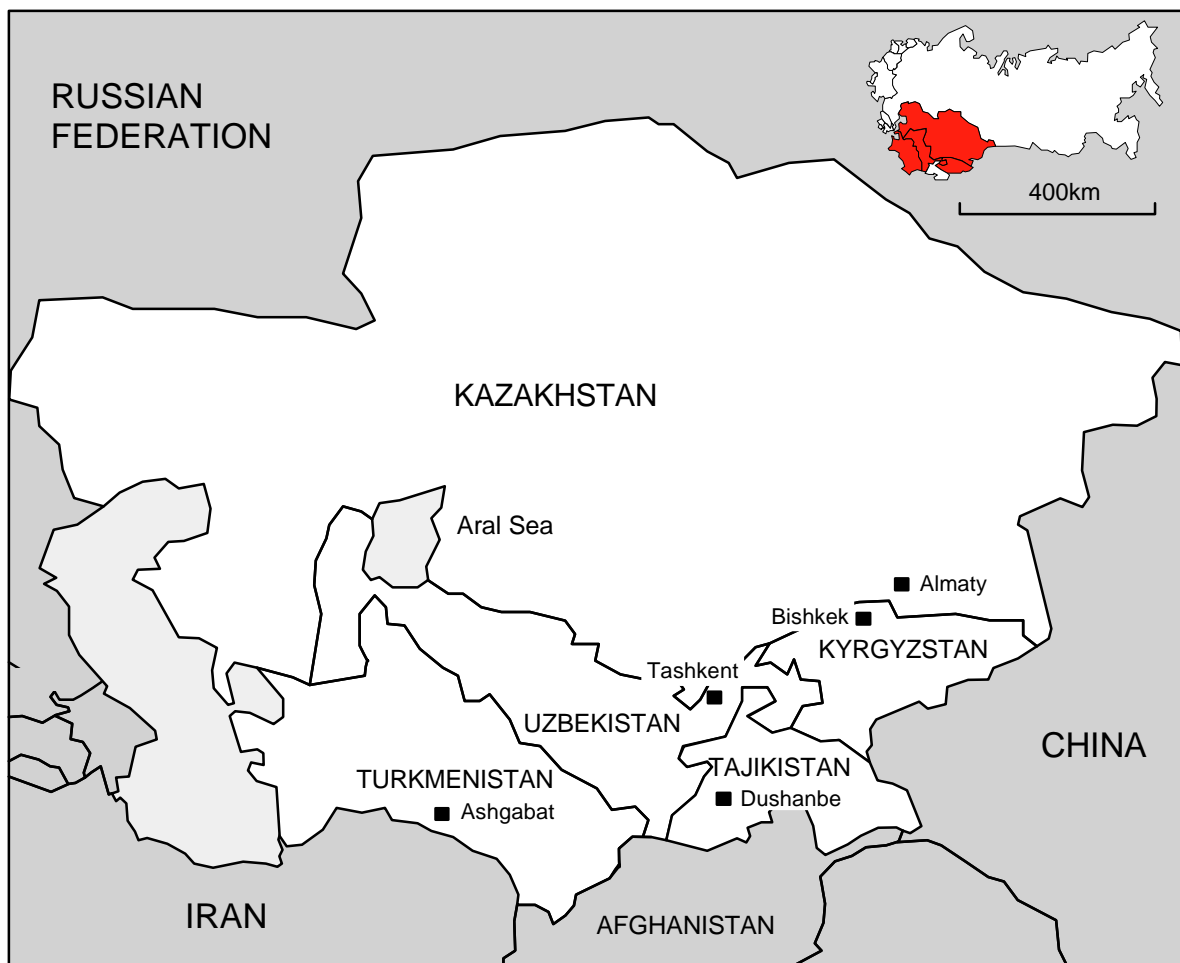 RUSSIAN
FEDERATION
400km
KAZAKHSTAN
Aral Sea
Almaty
Bishkek
KYRGYZSTAN
Tashkent
UZBEKISTAN
CHINA
TURKMENISTAN
TAJIKISTAN
Ashgabat
Dushanbe
IRAN
AFGHANISTAN